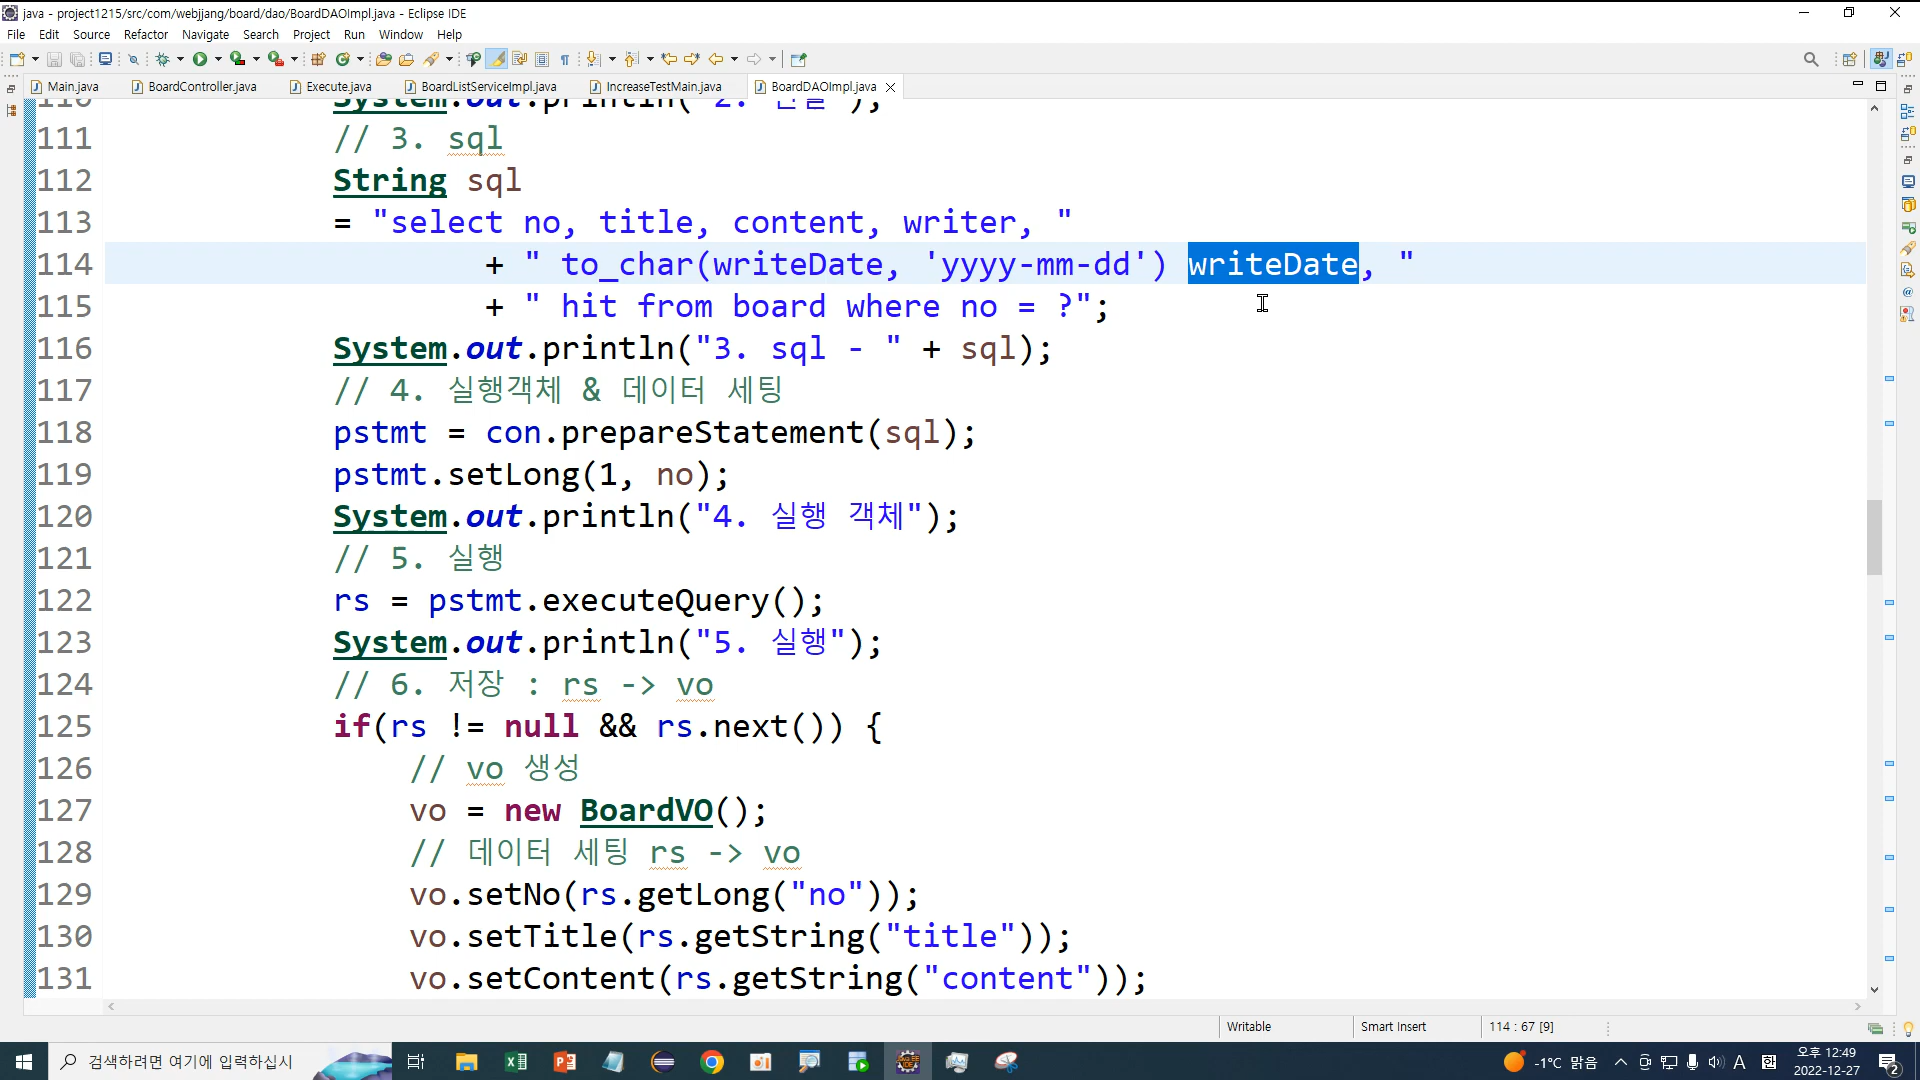 java - project1215/src/com/webjjang/board/dao/BoardDAOImpl.java - Eclipse IDE
File Edit Source Refactor Navigate Search Project Run Window Help
Main.java BoardController.java Execute.java BoardListServiceImpl.java IncreaseTestMain.java BoardDAOImpl.java
111 // 3. sql
112 String sql
113 = "select no, title, content, writer, "
114 + " to_char(writeDate, 'yyyy-mm-dd') writeDate, "
115 + " hit from board where no = ?";
116 System.out.println("3. sql - " + sql);
117 // 4. 실행객체 & 데이터 세팅
118 pstmt = con.prepareStatement(sql);
119 pstmt.setLong(1, no);
120 System.out.println("4. 실행 객체");
121 // 5. 실행
122 rs = pstmt.executeQuery();
123 System.out.println("5. 실행");
124 // 6. 저장 : rs -> vo
125 if(rs != null && rs.next()) {
126 // vo 생성
127 vo = new BoardVO();
128 // 데이터 세팅 rs -> vo
129 vo.setNo(rs.getLong("no"));
130 vo.setTitle(rs.getString("title"));
131 vo.setContent(rs.getString("content"));
Writable Smart Insert 114 : 67 [9]
검색하려면 여기에 입력하십시
-1°C 맑음 A 오후 12:49
2022-12-27 2